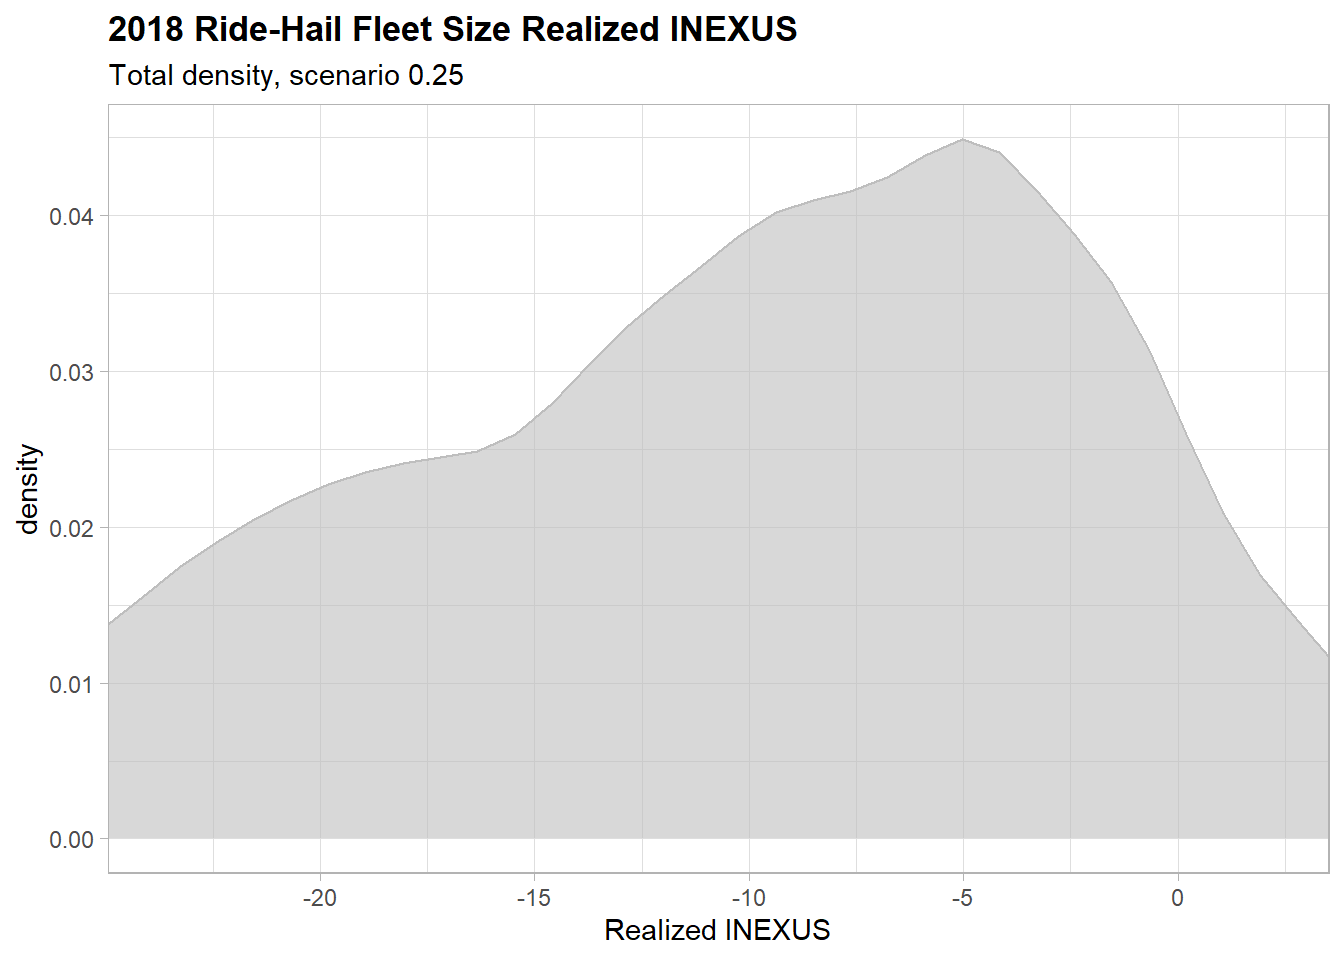 2018 Ride-Hail Fleet Size Realized INEXUS
Total density, scenario 0.25
density
0.04
0.03
0.02
0.01
0.00
-20 -15 -10 -5 0
Realized INEXUS